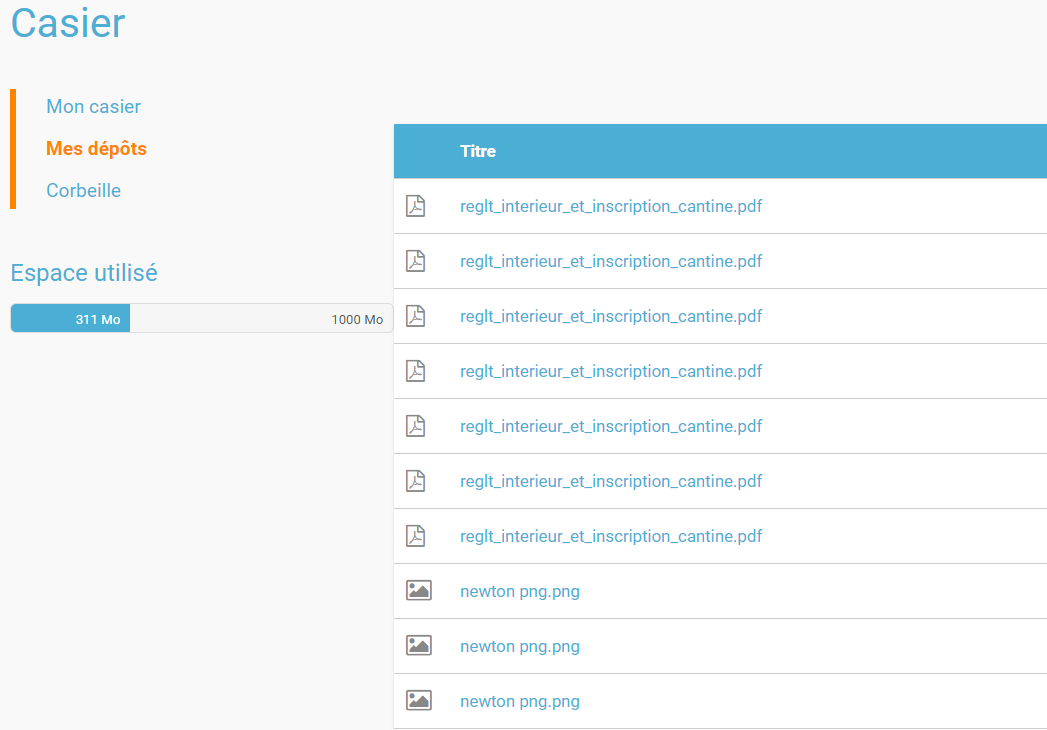 Casier
Mon casier
Mes dépôts
Corbeille
Espace utilisé
311 Mo 1000 Mo
Titre
reglt_interieur_et_inscription_cantine.pdf
reglt_interieur_et_inscription_cantine.pdf
reglt_interieur_et_inscription_cantine.pdf
reglt_interieur_et_inscription_cantine.pdf
reglt_interieur_et_inscription_cantine.pdf
reglt_interieur_et_inscription_cantine.pdf
reglt_interieur_et_inscription_cantine.pdf
newton png.png
newton png.png
newton png.png